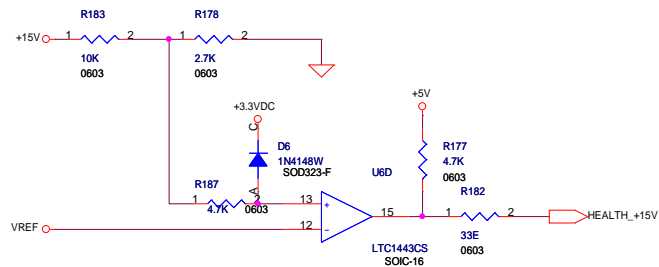 R183
R178
+15V
1
2
1
2
10K
0603
2.7K
0603
+3.3VDC
+5V
C
D6
1N4148W
SOD323-F
A
R177
4.7K
0603
U6D
R187
1
2
4.7K
0603
13
+
R182
15
1
2
HEALTH_+15V
VREF
12
-
33E
0603
LTC1443CS
SOIC-16